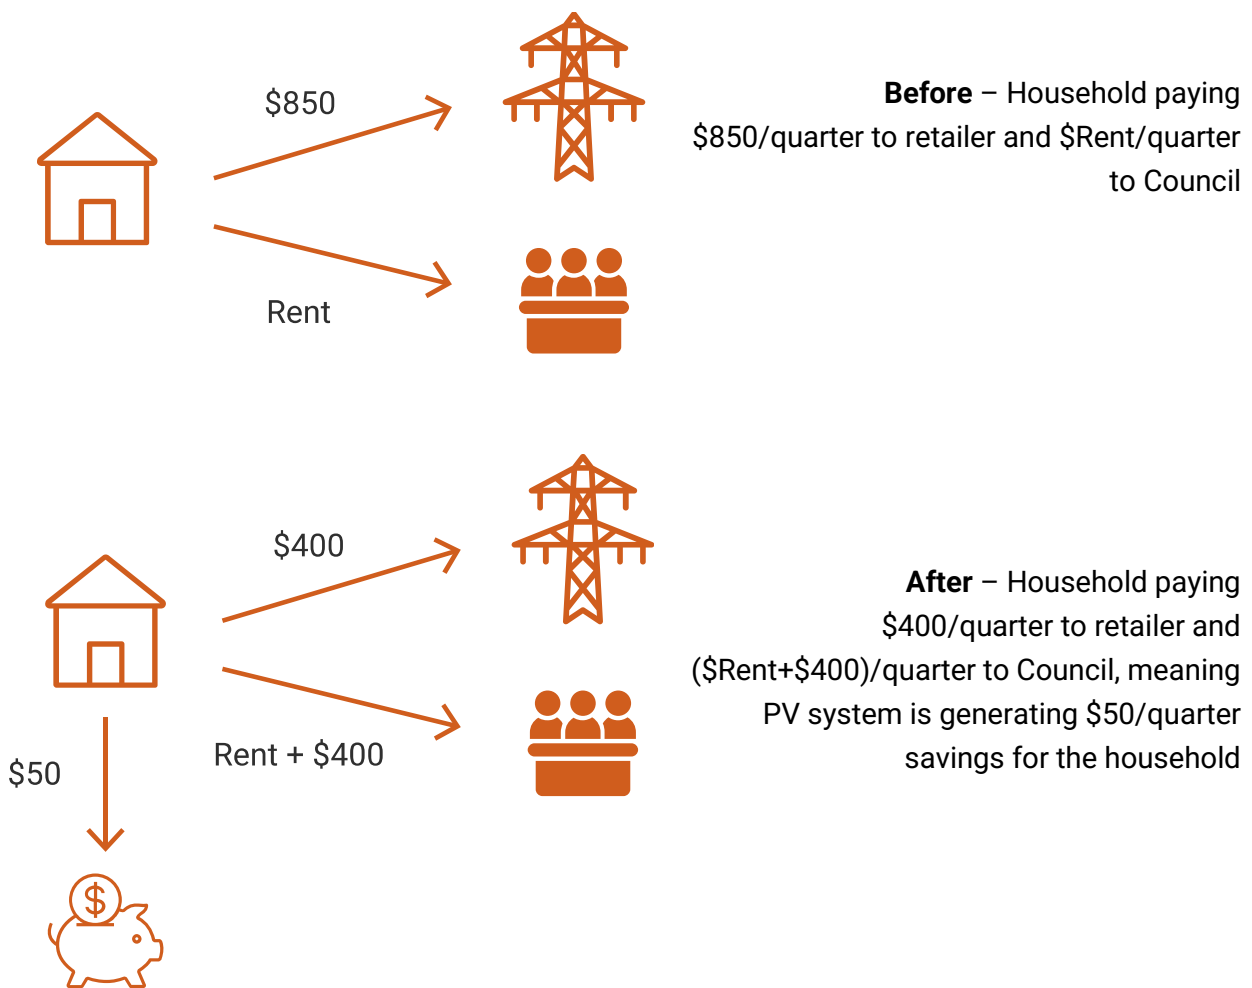 $850
Rent
Before – Household paying
$850/quarter to retailer and $Rent/quarter
to Council
$400
Rent + $400
$50
$
After – Household paying
$400/quarter to retailer and
($Rent+$400)/quarter to Council, meaning
PV system is generating $50/quarter
savings for the household